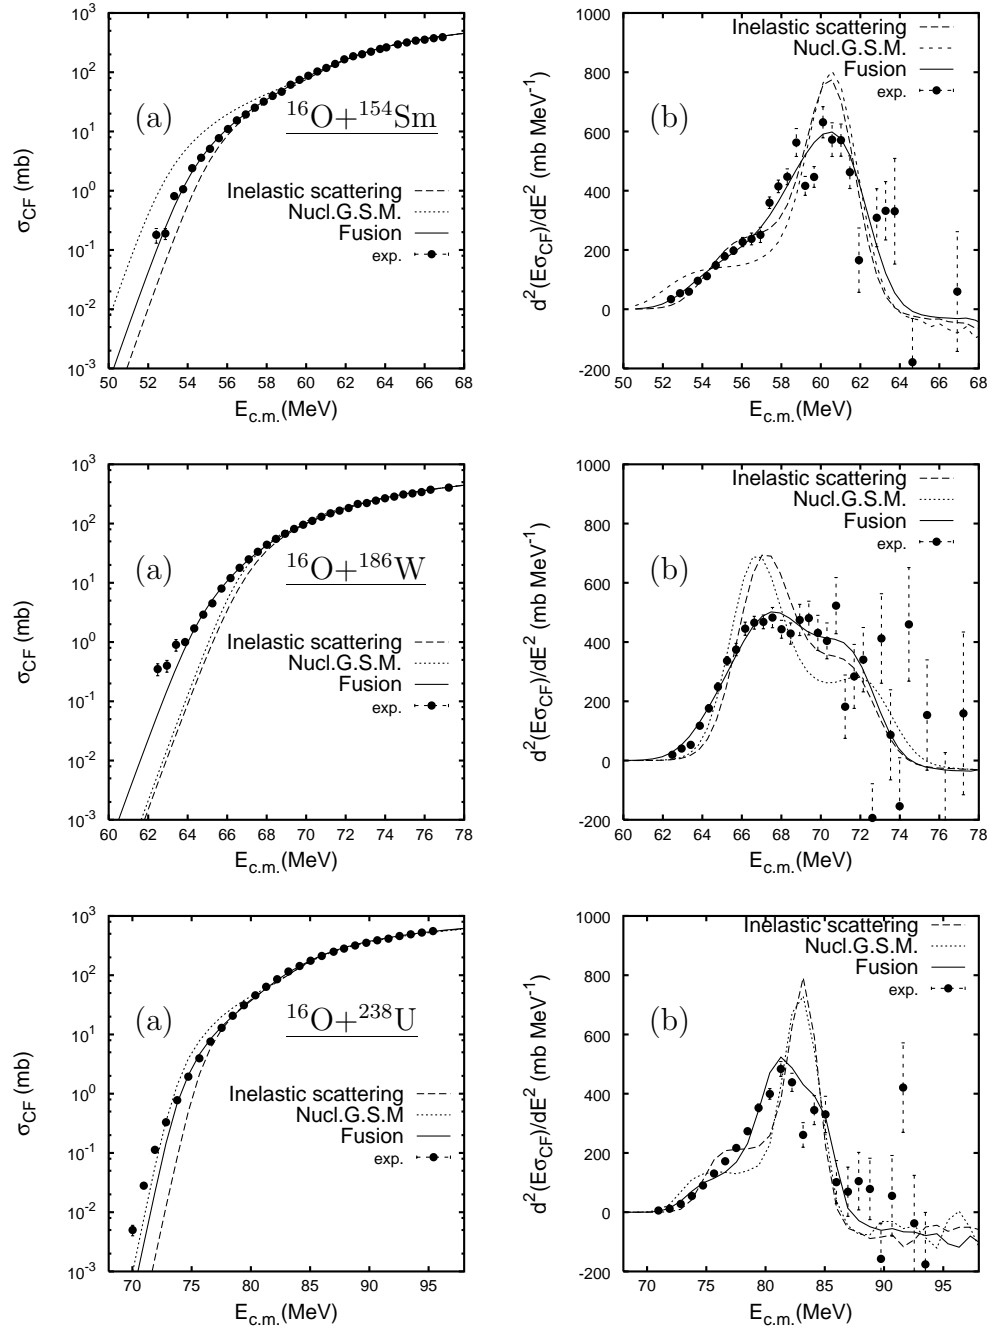 10^3
10^2
10^1
10^0
10^-1
10^-2
10^-3
σ_CF (mb)
(a)
^16O+^154Sm
Inelastic scattering
Nucl.G.S.M.
Fusion
exp.
50 52 54 56 58 60 62 64 66 68
E_c.m.(MeV)
1000
800
600
400
200
0
-200
d^2(Eσ_CF)/dE^2 (mb MeV^-1)
Inelastic scattering
Nucl.G.S.M.
Fusion
exp.
(b)
50 52 54 56 58 60 62 64 66 68
E_c.m.(MeV)
10^3
10^2
10^1
10^0
10^-1
10^-2
10^-3
σ_CF (mb)
(a)
^16O+^186W
Inelastic scattering
Nucl.G.S.M.
Fusion
exp.
60 62 64 66 68 70 72 74 76 78
E_c.m.(MeV)
1000
800
600
400
200
0
-200
d^2(Eσ_CF)/dE^2 (mb MeV^-1)
Inelastic scattering
Nucl.G.S.M.
Fusion
exp.
(b)
60 62 64 66 68 70 72 74 76 78
E_c.m.(MeV)
10^3
10^2
10^1
10^0
10^-1
10^-2
10^-3
σ_CF (mb)
(a)
^16O+^238U
Inelastic scattering
Nucl.G.S.M
Fusion
exp.
70 75 80 85 90 95
E_c.m.(MeV)
1000
800
600
400
200
0
-200
d^2(Eσ_CF)/dE^2 (mb MeV^-1)
Inelastic scattering
Nucl.G.S.M.
Fusion
exp.
(b)
70 75 80 85 90 95
E_c.m.(MeV)